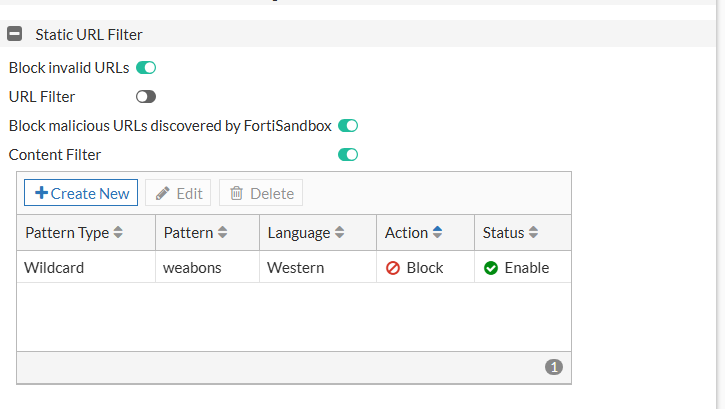 Static URL Filter
Block invalid URLs
URL Filter
Block malicious URLs discovered by FortiSandbox
Content Filter
+Create New Edit Delete
Pattern Type Pattern Language Action Status
Wildcard weabons Western Block Enable
1